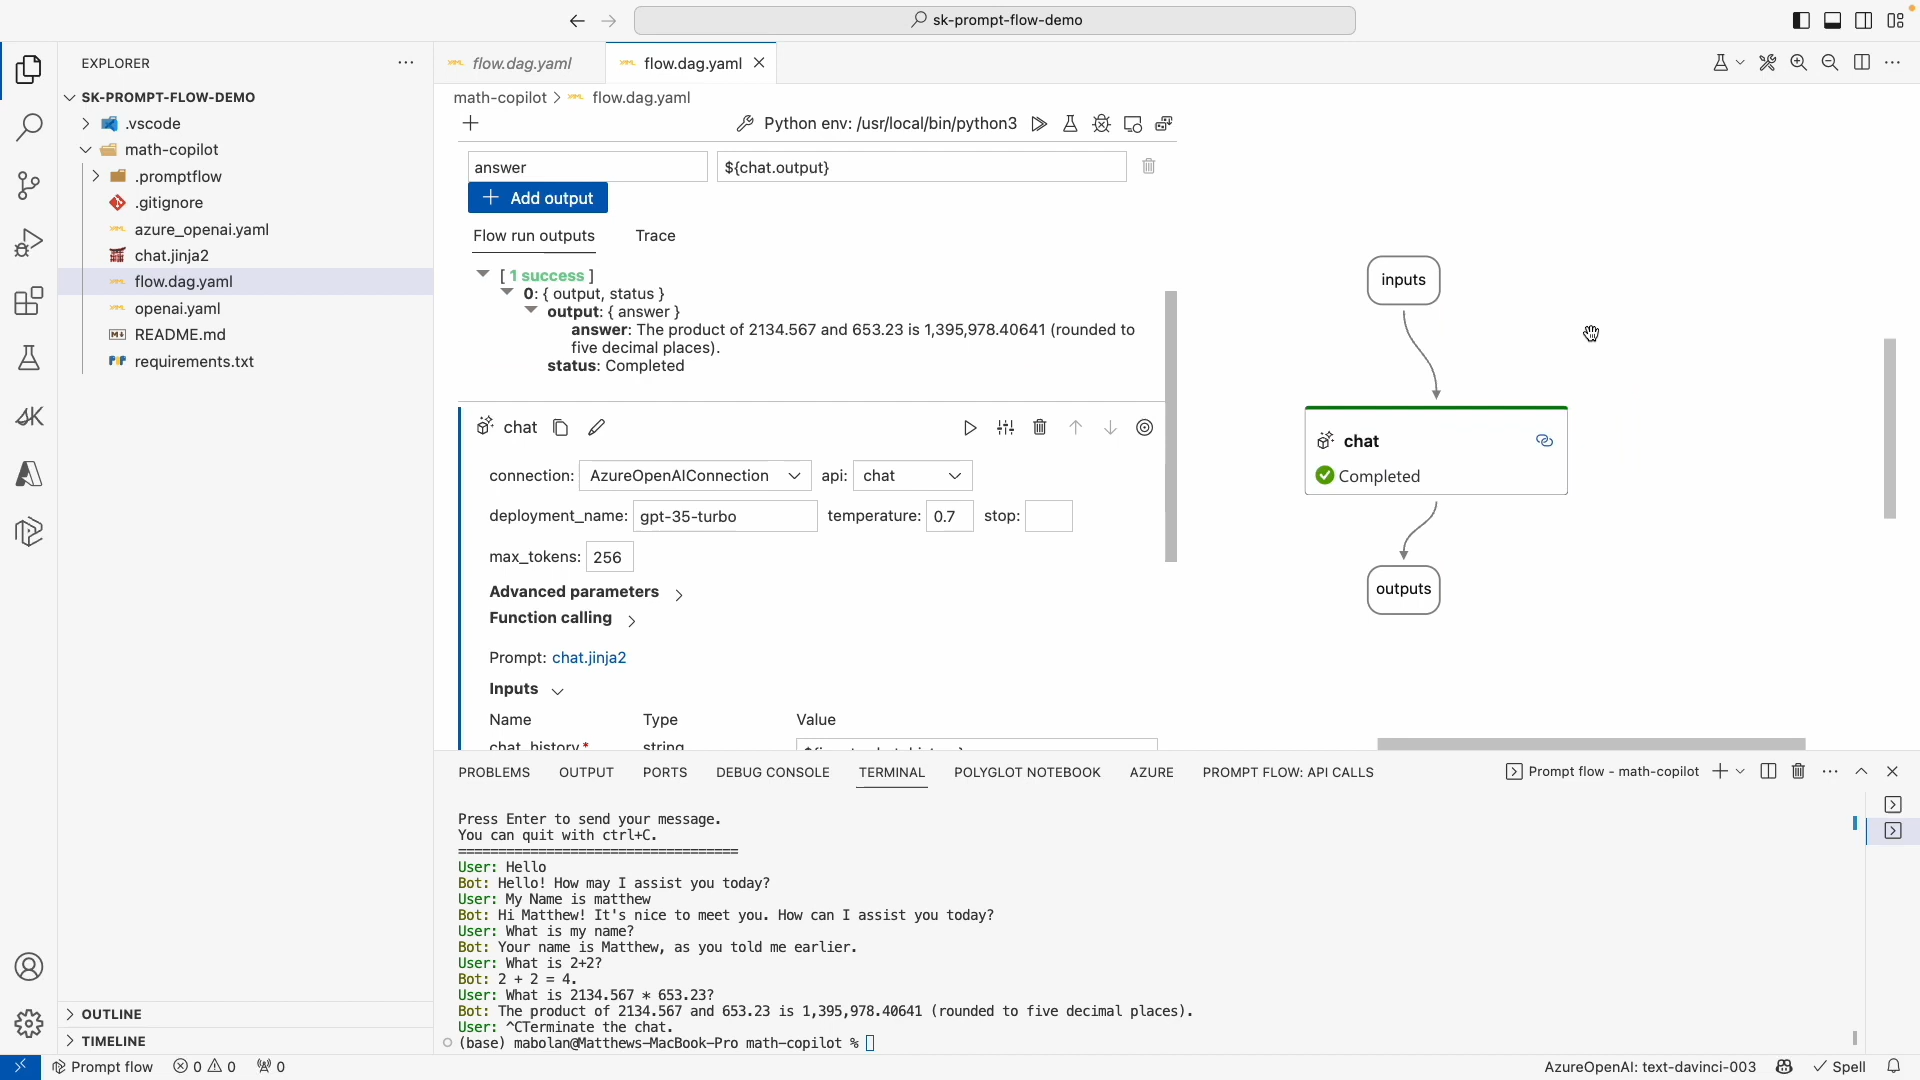 sk-prompt-flow-demo
EXPLORER
SK-PROMPT-FLOW-DEMO
.vscode
math-copilot
.promptflow
.gitignore
azure_openai.yaml
chat.jinja2
flow.dag.yaml
openai.yaml
README.md
requirements.txt
OUTLINE
TIMELINE
flow.dag.yaml
flow.dag.yaml
math-copilot > flow.dag.yaml
Python env: /usr/local/bin/python3
answer ${chat.output}
Add output
Flow run outputs Trace
[ 1 success ]
0: { output, status }
output: { answer }
answer: The product of 2134.567 and 653.23 is 1,395,978.40641 (rounded to
five decimal places).
status: Completed
chat
connection: AzureOpenAIConnection api: chat
deployment_name: gpt-35-turbo temperature: 0.7 stop:
max_tokens: 256
Advanced parameters
Function calling
Prompt: chat.jinja2
Inputs
Name Type Value
chat_history* string
inputs
chat
Completed
outputs
PROBLEMS OUTPUT PORTS DEBUG CONSOLE TERMINAL POLYGLOT NOTEBOOK AZURE PROMPT FLOW: API CALLS
Prompt flow - math-copilot
Press Enter to send your message.
You can quit with ctrl+C.
===================================
User: Hello
Bot: Hello! How may I assist you today?
User: My Name is matthew
Bot: Hi Matthew! It's nice to meet you. How can I assist you today?
User: What is my name?
Bot: Your name is Matthew, as you told me earlier.
User: What is 2+2?
Bot: 2 + 2 = 4.
User: What is 2134.567 * 653.23?
Bot: The product of 2134.567 and 653.23 is 1,395,978.40641 (rounded to five decimal places).
User: ^CTerminate the chat.
(base) mabolan@Matthews-MacBook-Pro math-copilot %
Prompt flow 0 0 0
AzureOpenAI: text-davinci-003 Spell